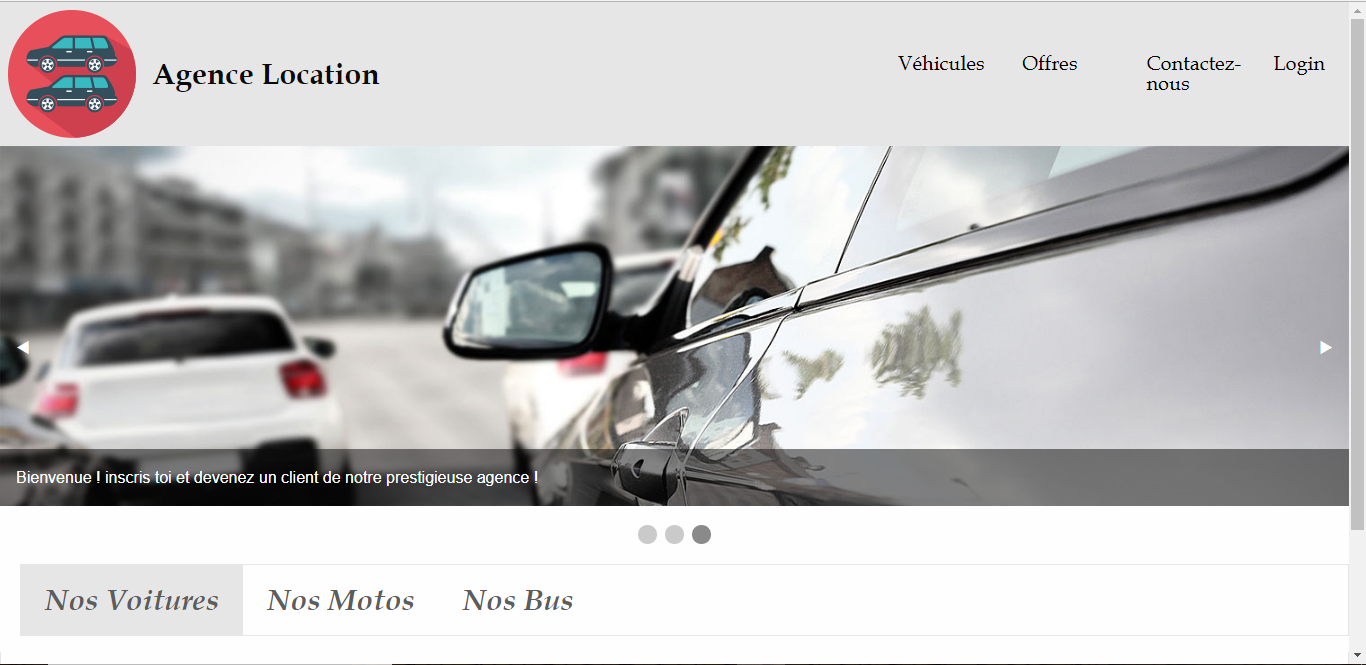 Agence Location
Véhicules
Offres
Contactez-
nous
Login
Bienvenue ! inscris toi et devenez un client de notre prestigieuse agence !
Nos Voitures
Nos Motos
Nos Bus